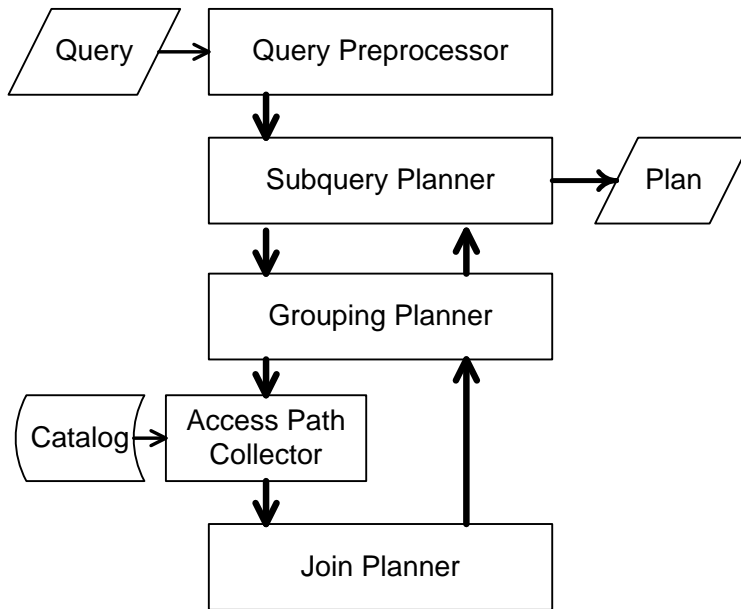 Query
Query Preprocessor
Subquery Planner
Plan
Grouping Planner
Catalog
Access Path
Collector
Join Planner